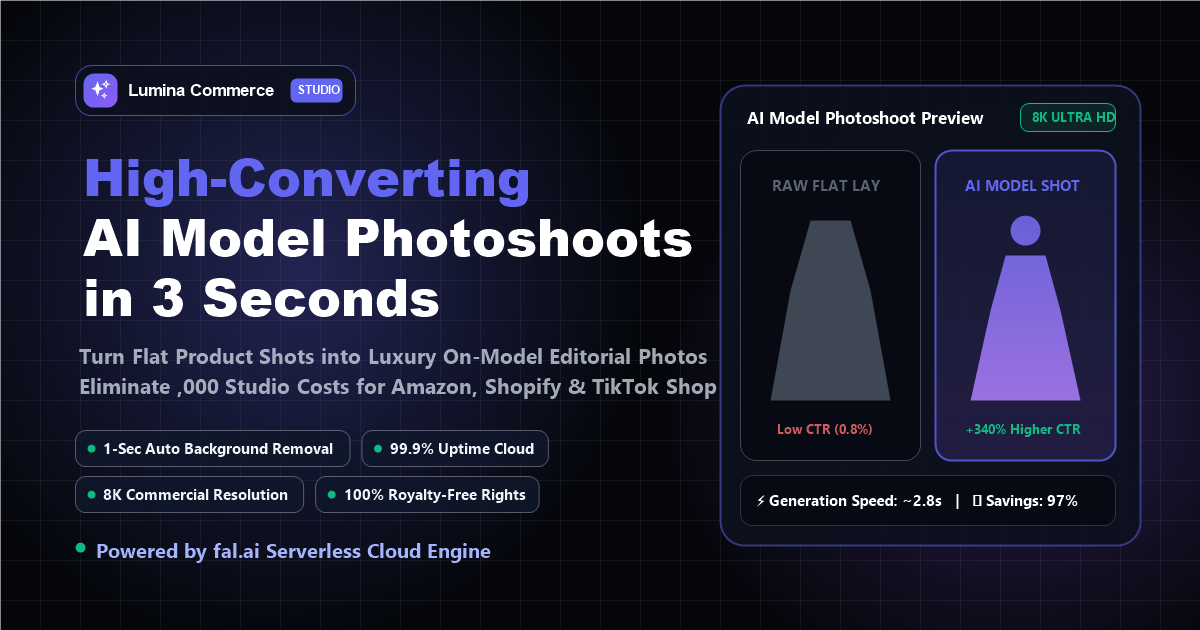 Lumina Commerce STUDIO
High-Converting
AI Model Photoshoots
in 3 Seconds
Turn Flat Product Shots into Luxury On-Model Editorial Photos
Eliminate ,000 Studio Costs for Amazon, Shopify & TikTok Shop
1-Sec Auto Background Removal
99.9% Uptime Cloud
8K Commercial Resolution
100% Royalty-Free Rights
Powered by fal.ai Serverless Cloud Engine
AI Model Photoshoot Preview
8K ULTRA HD
RAW FLAT LAY
Low CTR (0.8%)
AI MODEL SHOT
+340% Higher CTR
⚡ Generation Speed: ~2.8s | Savings: 97%